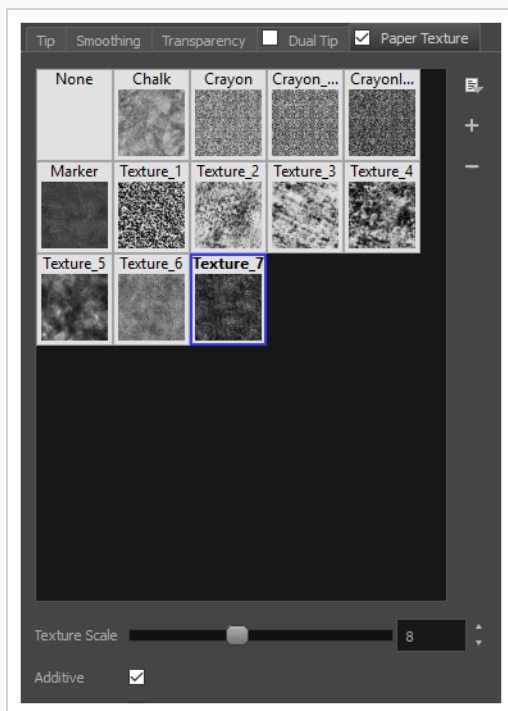 Tip Smoothing Transparency Dual Tip Paper Texture
None Chalk Crayon Crayon_... CrayonI...
Marker Texture_1 Texture_2 Texture_3 Texture_4
Texture_5 Texture_6 Texture_7
Texture Scale 8
Additive